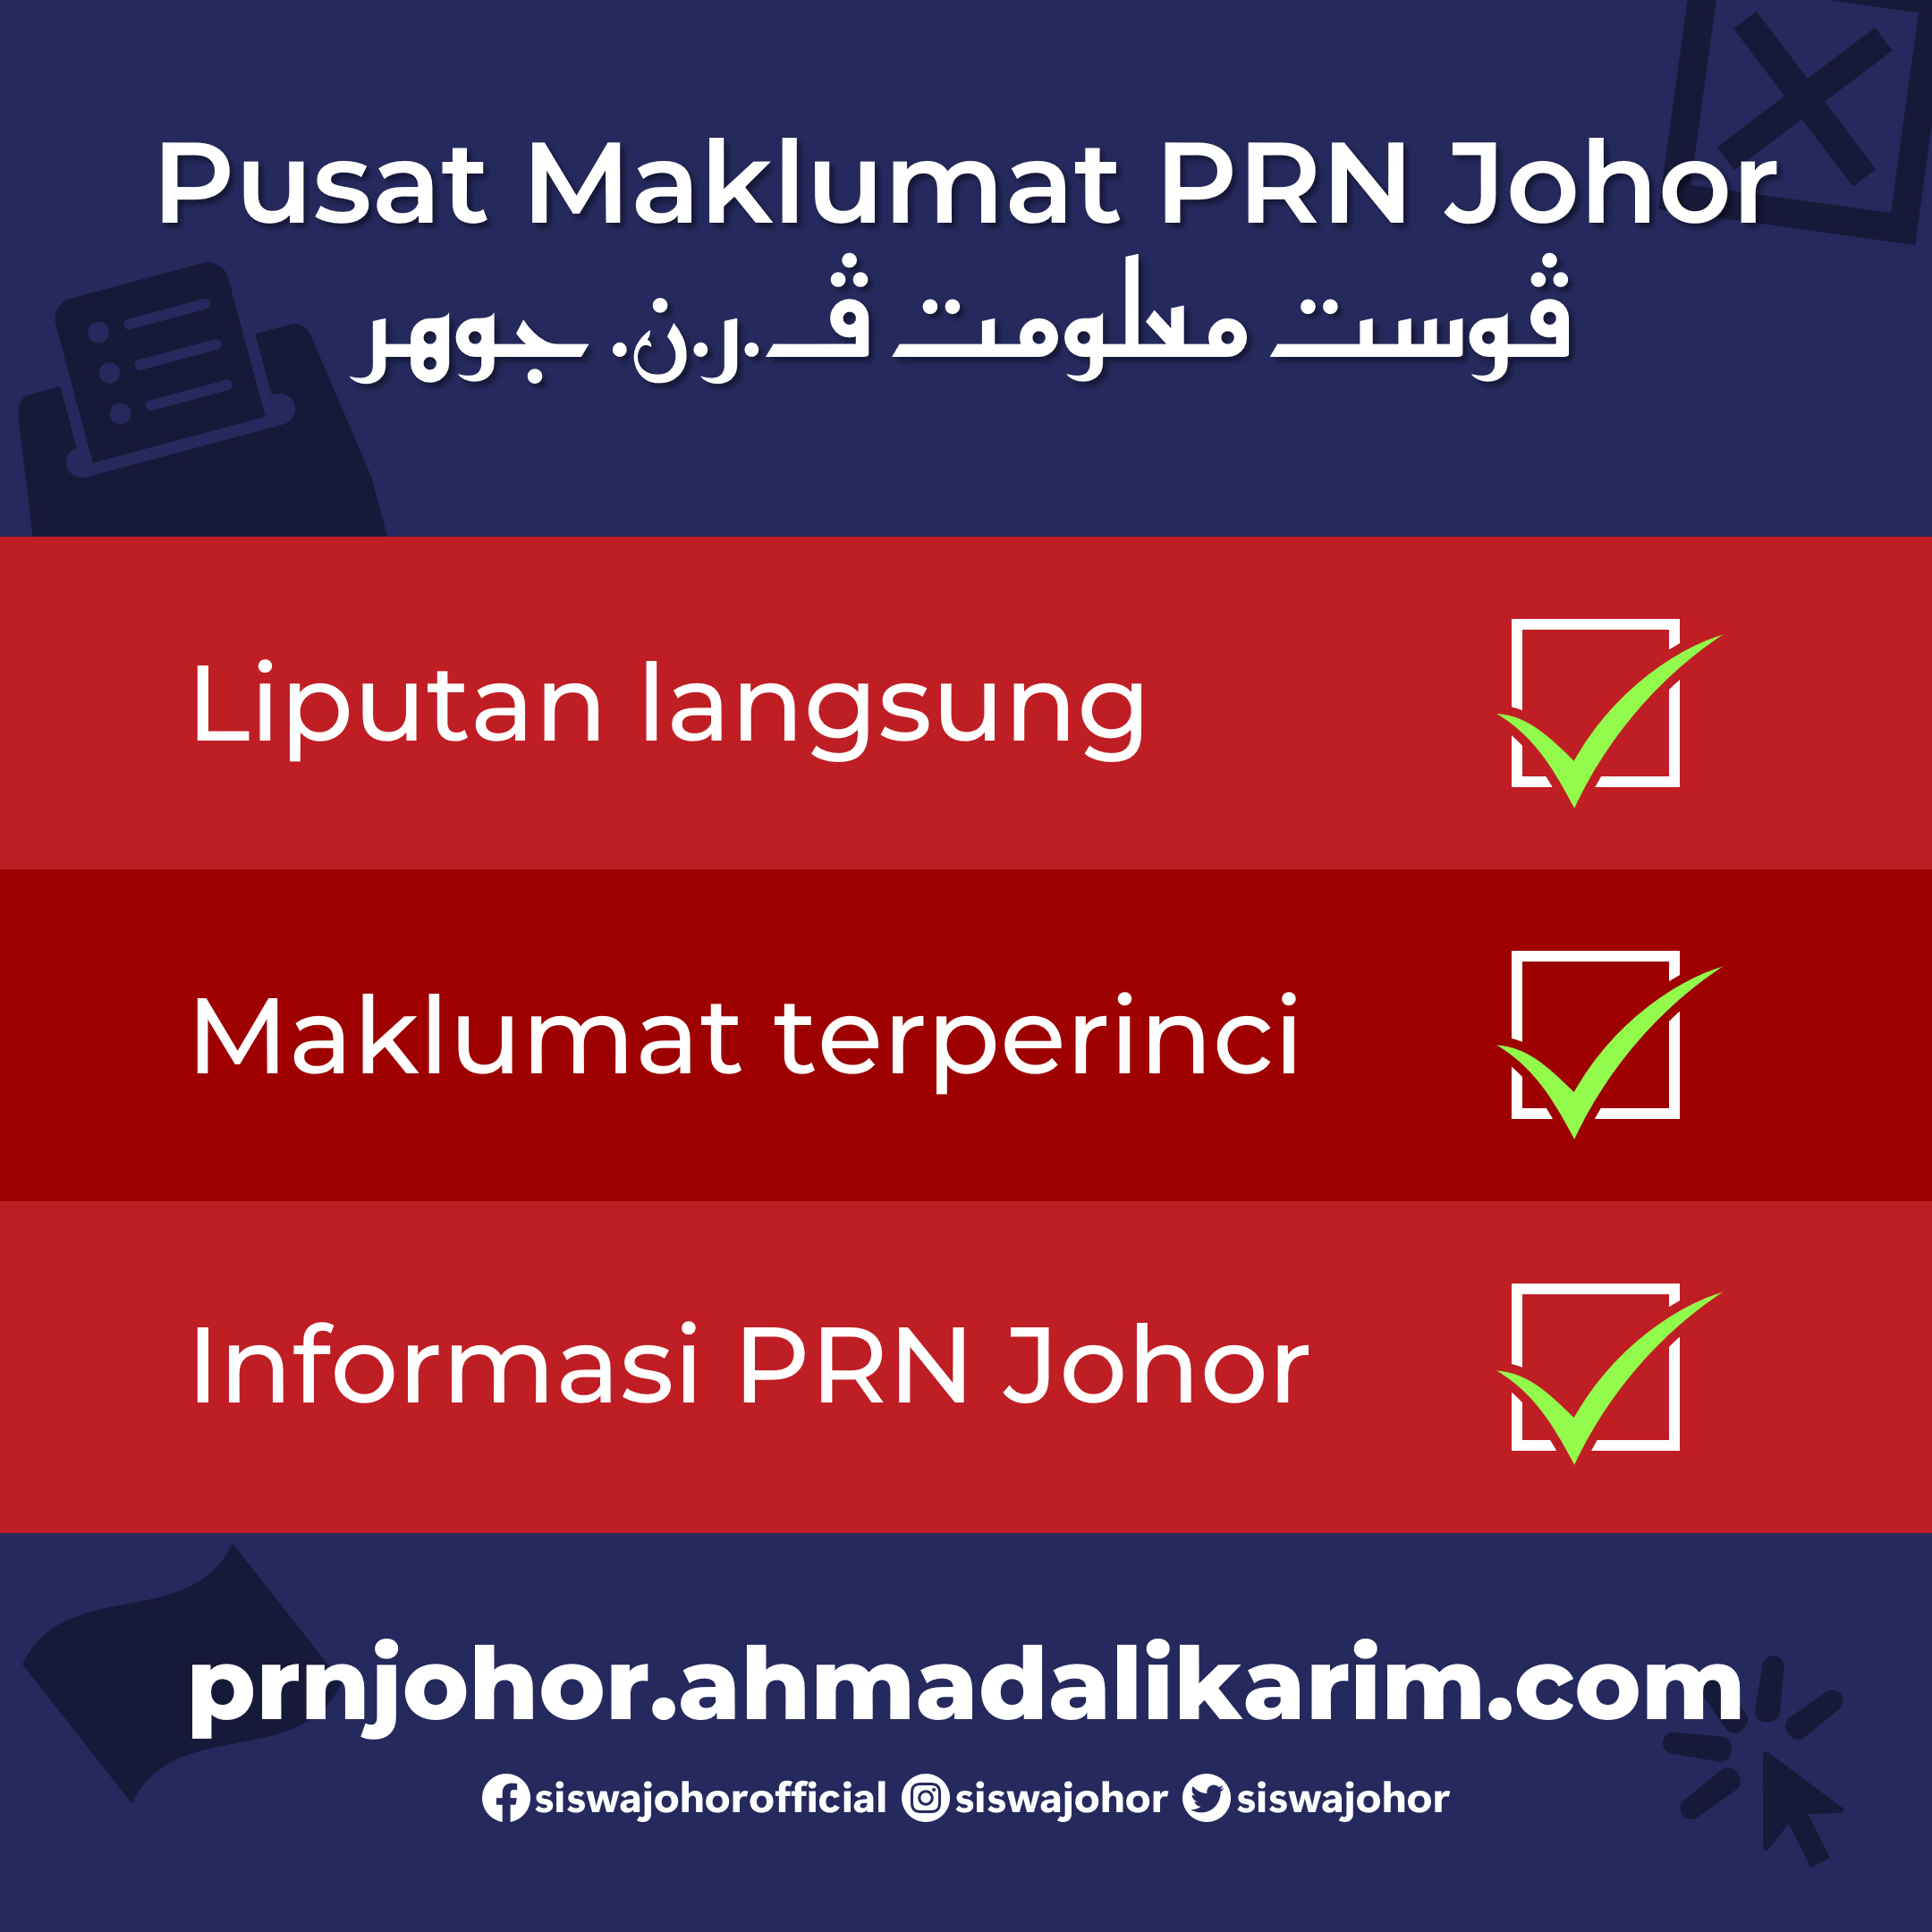 Pusat Maklumat PRN Johor
ڤوست معلومت ڤـ.ر.ن. جوهر
Liputan langsung
Maklumat terperinci
Informasi PRN Johor
prnjohor.ahmadalikarim.com
siswajohorofficial siswajohor siswajohor